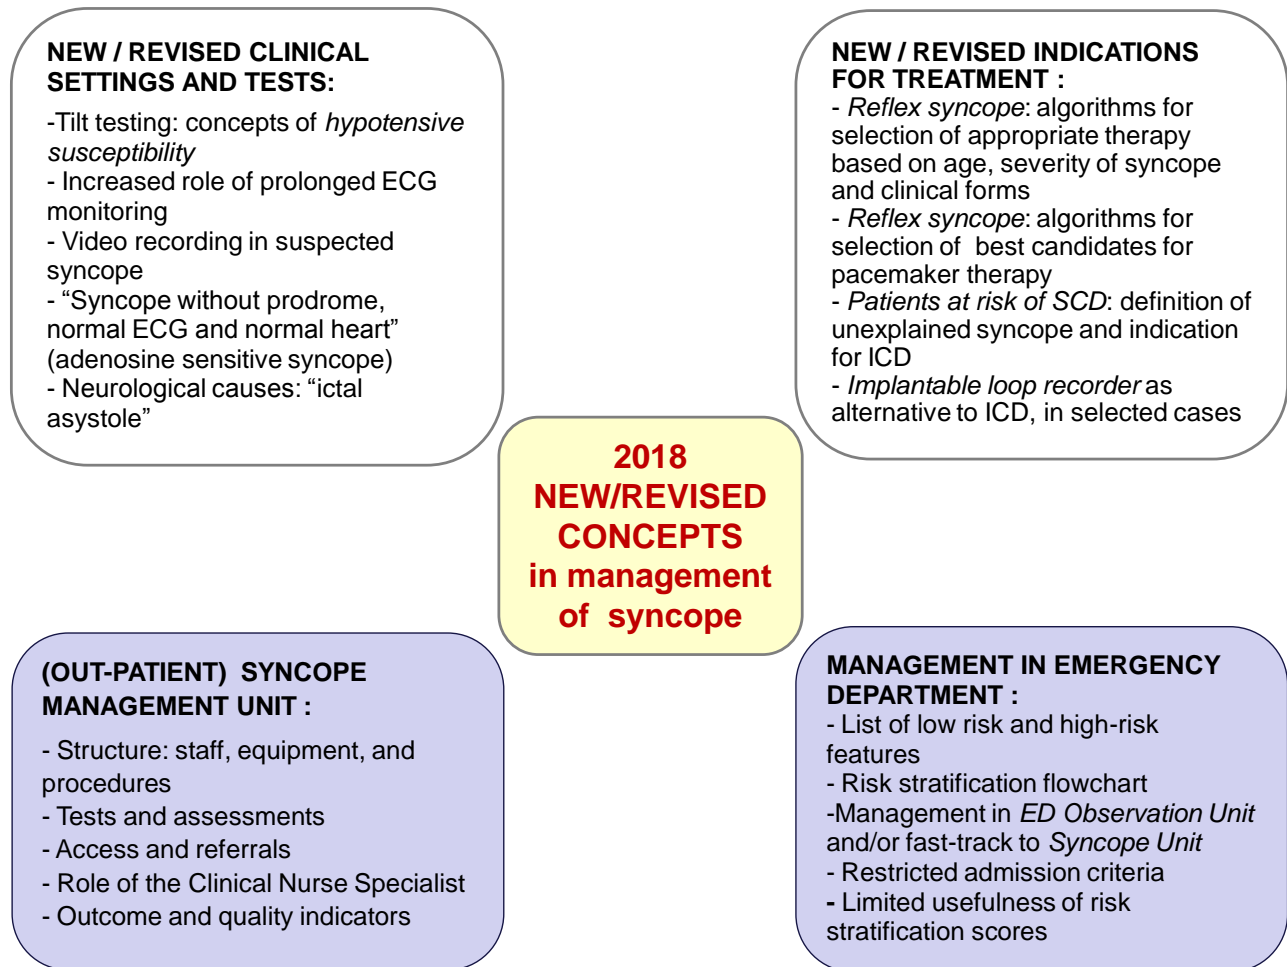 NEW / REVISED CLINICAL
SETTINGS AND TESTS:
-Tilt testing: concepts of hypotensive
susceptibility
- Increased role of prolonged ECG
monitoring
- Video recording in suspected
syncope
- “Syncope without prodrome,
normal ECG and normal heart”
(adenosine sensitive syncope)
- Neurological causes: “ictal
asystole”
NEW / REVISED INDICATIONS
FOR TREATMENT :
- Reflex syncope: algorithms for
selection of appropriate therapy
based on age, severity of syncope
and clinical forms
- Reflex syncope: algorithms for
selection of  best candidates for
pacemaker therapy
- Patients at risk of SCD: definition of
unexplained syncope and indication
for ICD
- Implantable loop recorder as
alternative to ICD, in selected cases
2018
NEW/REVISED
CONCEPTS
in management
of  syncope
(OUT-PATIENT)  SYNCOPE
MANAGEMENT UNIT :
- Structure: staff, equipment, and
procedures
- Tests and assessments
- Access and referrals
- Role of the Clinical Nurse Specialist
- Outcome and quality indicators
MANAGEMENT IN EMERGENCY
DEPARTMENT :
- List of low risk and high-risk
features
- Risk stratification flowchart
-Management in ED Observation Unit
and/or fast-track to Syncope Unit
- Restricted admission criteria
- Limited usefulness of risk
stratification scores